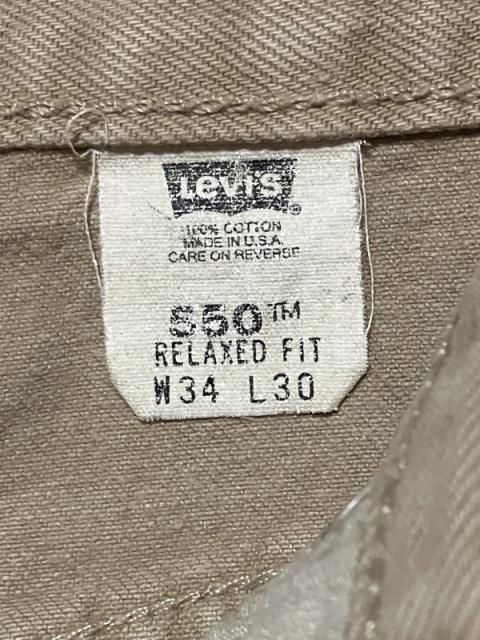 Levi's®
100% COTTON
MADE IN U.S.A.
CARE ON REVERSE
550™
RELAXED FIT
W34 L30